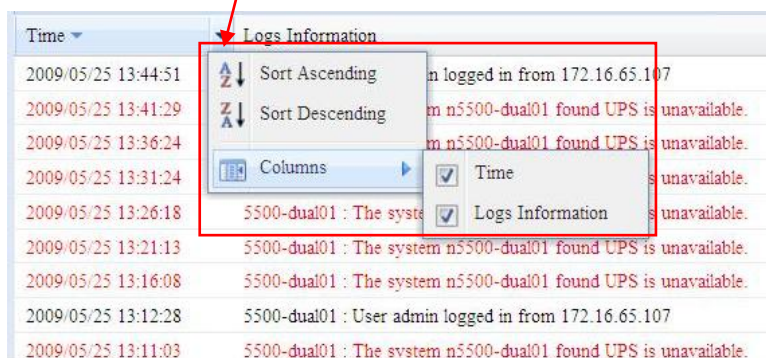 Time Logs Information
2009/05/25 13:44:51 Sort Ascending n logged in from 172.16.65.107
2009/05/25 13:41:29 Sort Descending m n5500-dual01 found UPS is unavailable.
2009/05/25 13:36:24 m n5500-dual01 found UPS is unavailable.
2009/05/25 13:31:24 Columns Time s unavailable.
2009/05/25 13:26:18 5500-dual01 : The syste Logs Information s unavailable.
2009/05/25 13:21:13 5500-dual01 : The system n5500-dual01 found UPS is unavailable.
2009/05/25 13:16:08 5500-dual01 : The system n5500-dual01 found UPS is unavailable.
2009/05/25 13:12:28 5500-dual01 : User admin logged in from 172.16.65.107
2009/05/25 13:11:03 5500-dual01 : The system n5500-dual01 found UPS is unavailable.